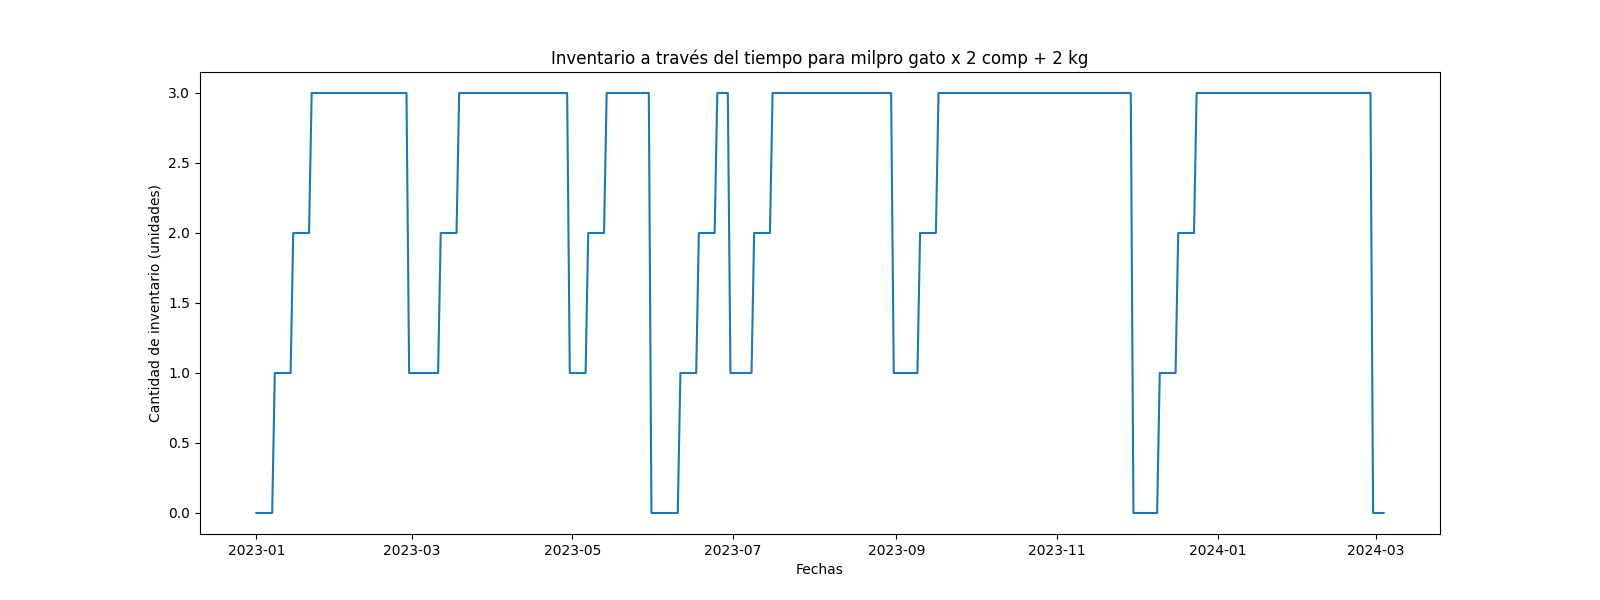 Inventario a través del tiempo para milpro gato x 2 comp + 2 kg
Cantidad de inventario (unidades)
3.0
2.5
2.0
1.5
1.0
0.5
0.0
2023-01 2023-03 2023-05 2023-07 2023-09 2023-11 2024-01 2024-03
Fechas